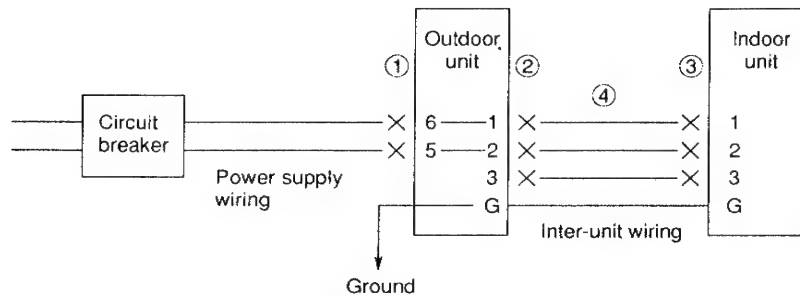 Outdoor
unit
Indoor
unit
① ② ③
④
Circuit
breaker
6 1 1
5 2 2
3 3
Power supply
wiring
G G
Inter-unit wiring
Ground